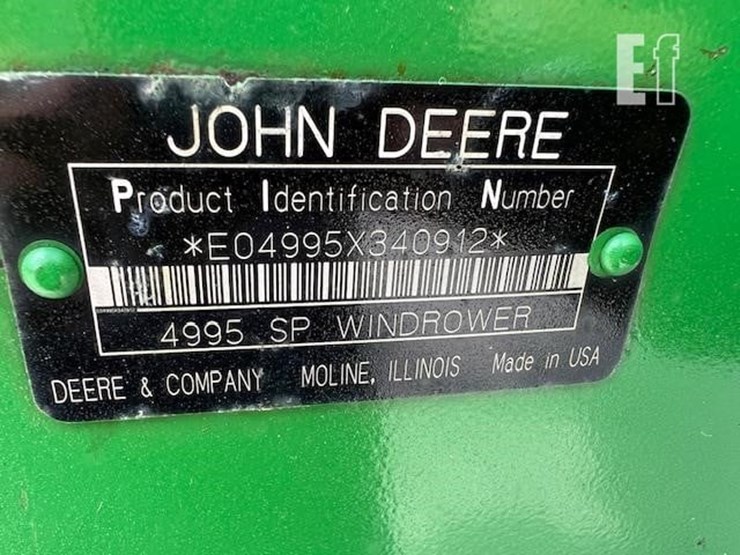 Ef
JOHN DEERE
Product Identification Number
*E04995X340912*
4995 SP WINDROWER
DEERE & COMPANY MOLINE, ILLINOIS Made in USA